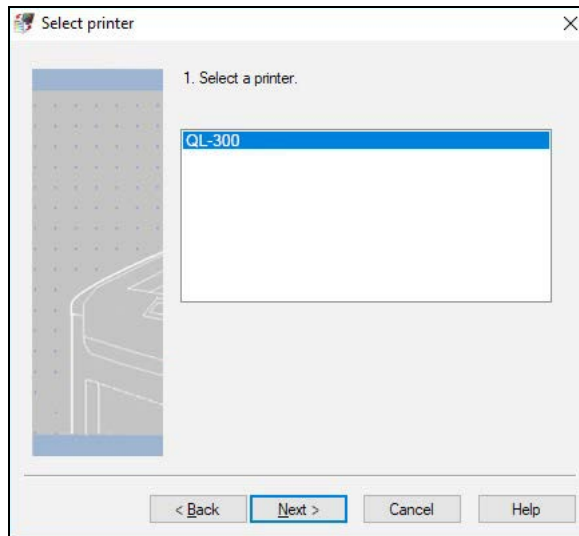 Select printer
1. Select a printer.
QL-300
< Back Next > Cancel Help